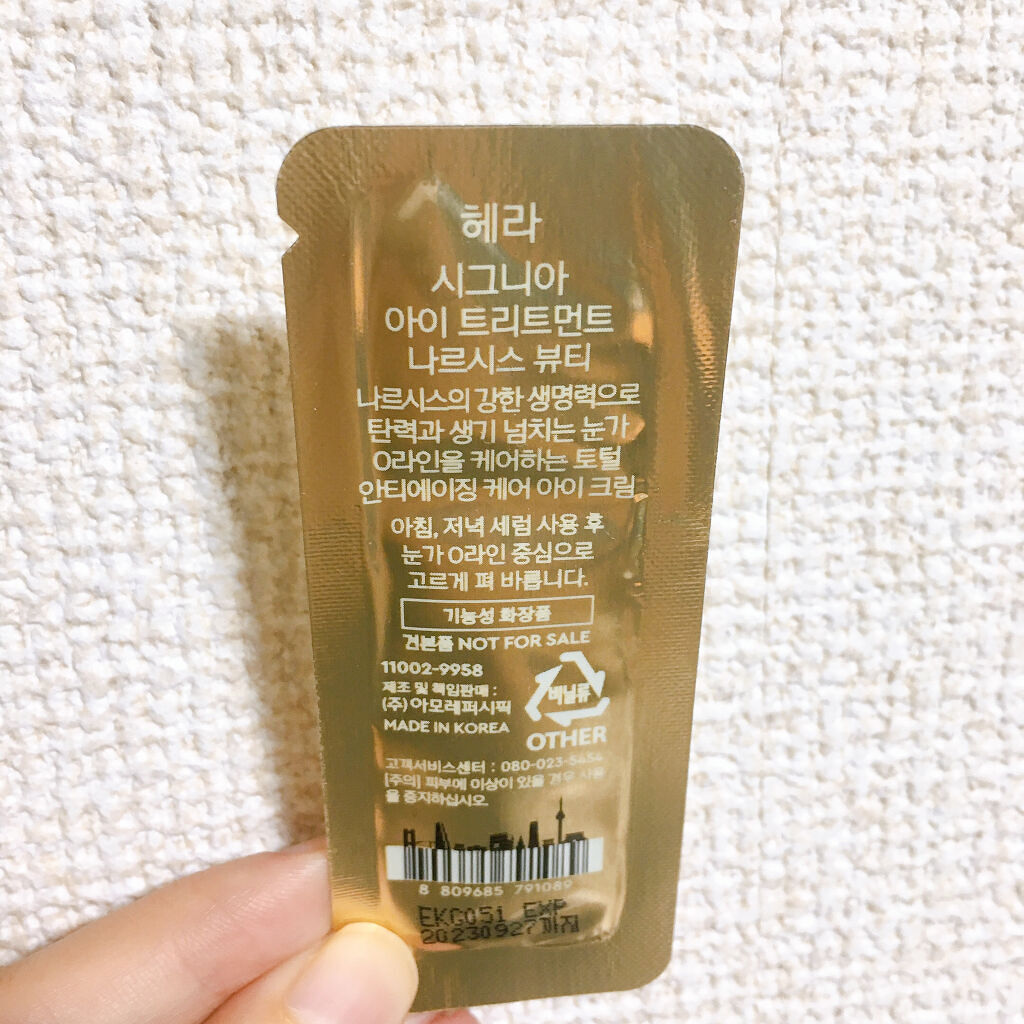 헤라
시그니아
아이 트리트먼트
나르시스 뷰티
나르시스의 강한 생명력으로
탄력과 생기 넘치는 눈가
O라인을 케어하는 토털
안티에이징 케어 아이 크림
아침, 저녁 세럼 사용 후
눈가 O라인 중심으로
고르게 펴 바릅니다.
기능성 화장품
견본품 NOT FOR SALE
11002-9958
제조 및 책임판매 :
(주) 아모레퍼시픽
MADE IN KOREA
비닐류
OTHER
고객서비스센터 : 080-023-5454
[주의] 피부에 이상이 있을 경우 사용
을 중지하십시오.
8 809685 791089
EKG051 EXP
20230927까지